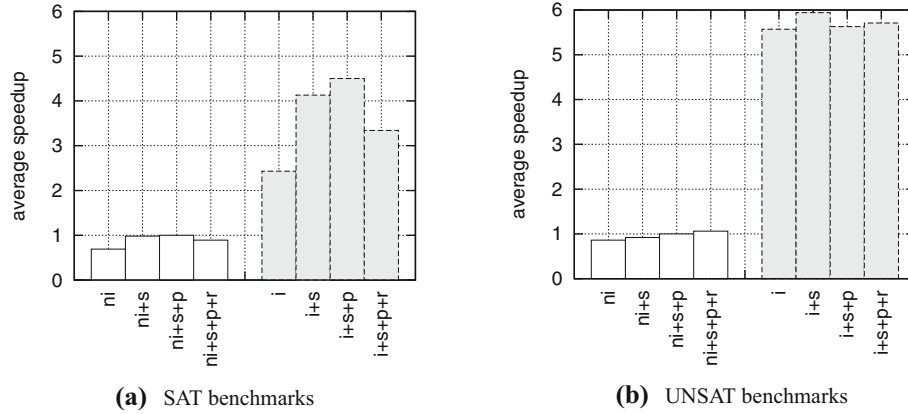 average speedup
6
5
4
3
2
1
0
ni
ni+s
ni+s+p
ni+s+p+r
i
i+s
i+s+p
i+s+p+r
(a) SAT benchmarks
average speedup
6
5
4
3
2
1
0
ni
ni+s
ni+s+p
ni+s+p+r
i
i+s
i+s+p
i+s+p+r
(b) UNSAT benchmarks